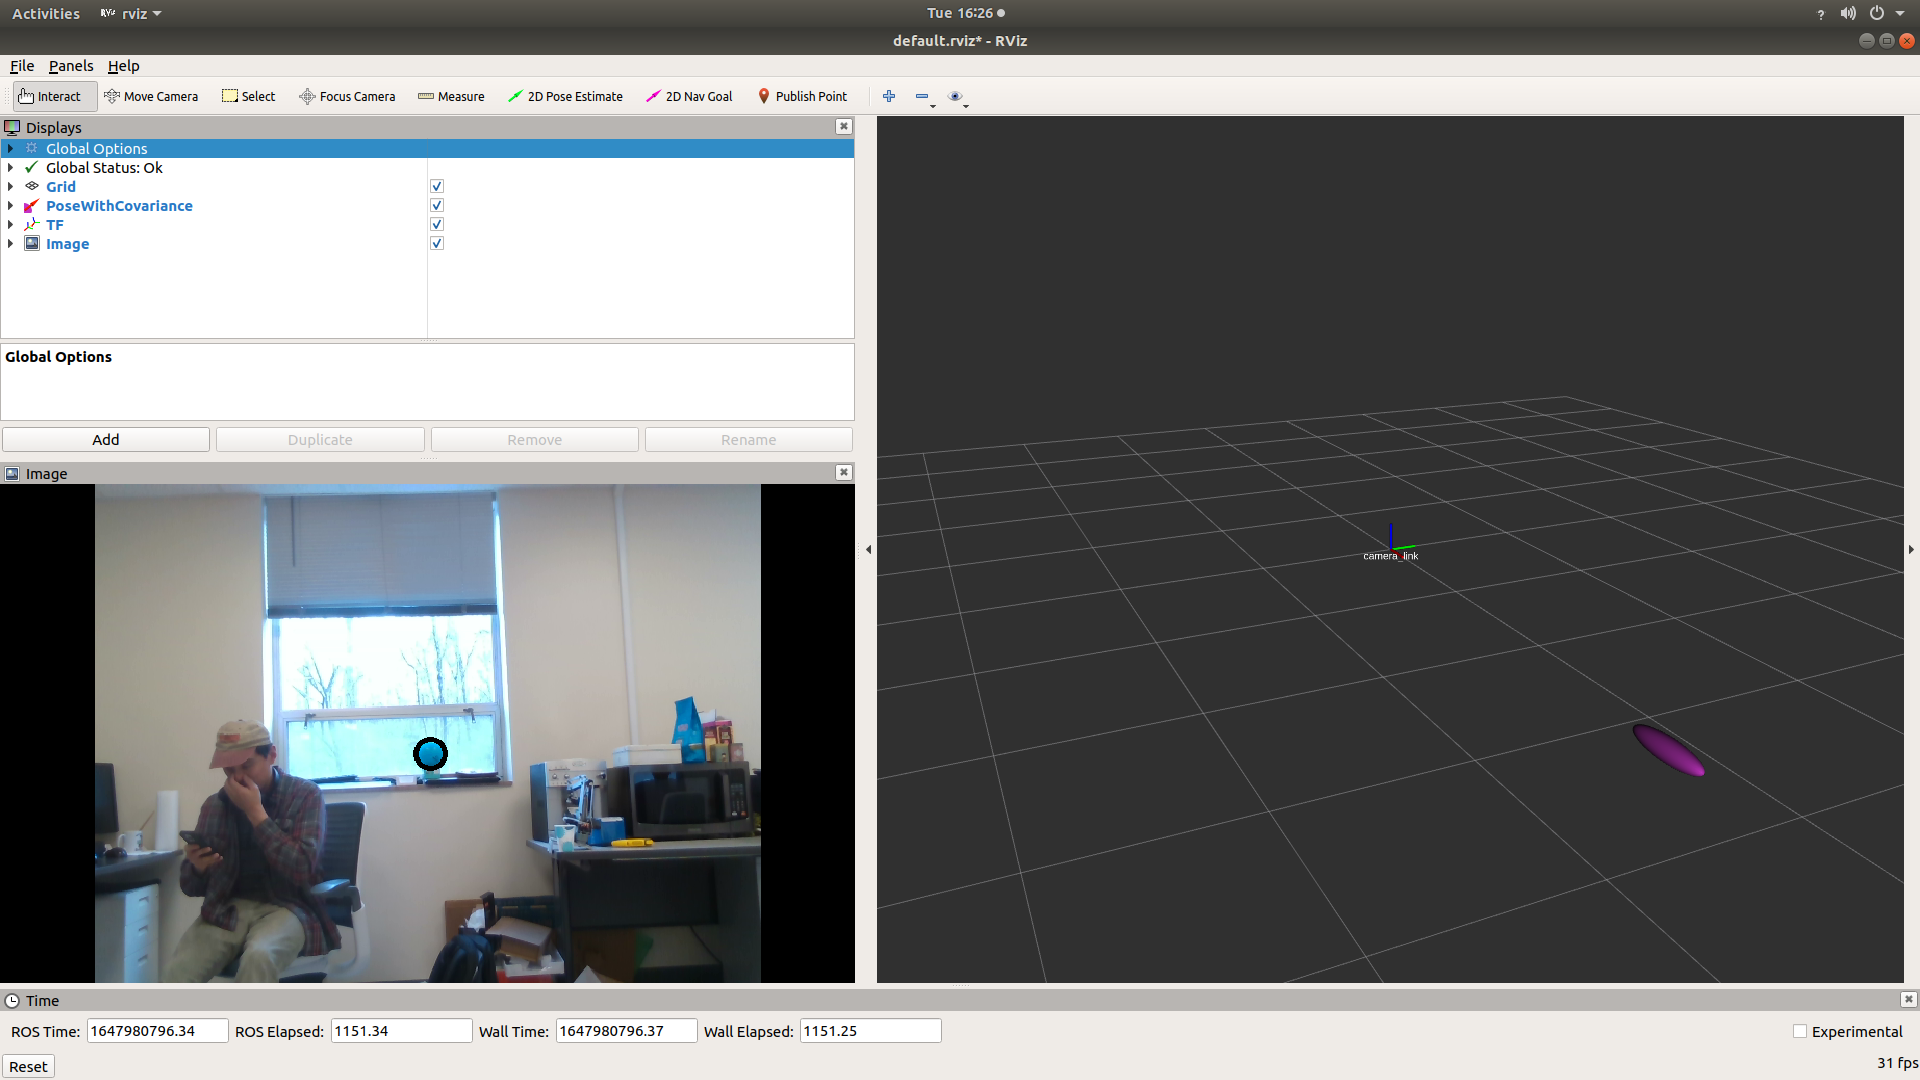 Activities rviz Tue 16:26 ?
default.rviz* - RViz
File Panels Help
Interact Move Camera Select Focus Camera Measure 2D Pose Estimate 2D Nav Goal Publish Point
Displays
Global Options
Global Status: Ok
Grid
PoseWithCovariance
TF
Image
Global Options
Add Duplicate Remove Rename
Image
camera_link
Time
ROS Time: 1647980796.34 ROS Elapsed: 1151.34 Wall Time: 1647980796.37 Wall Elapsed: 1151.25 Experimental
Reset 31 fps